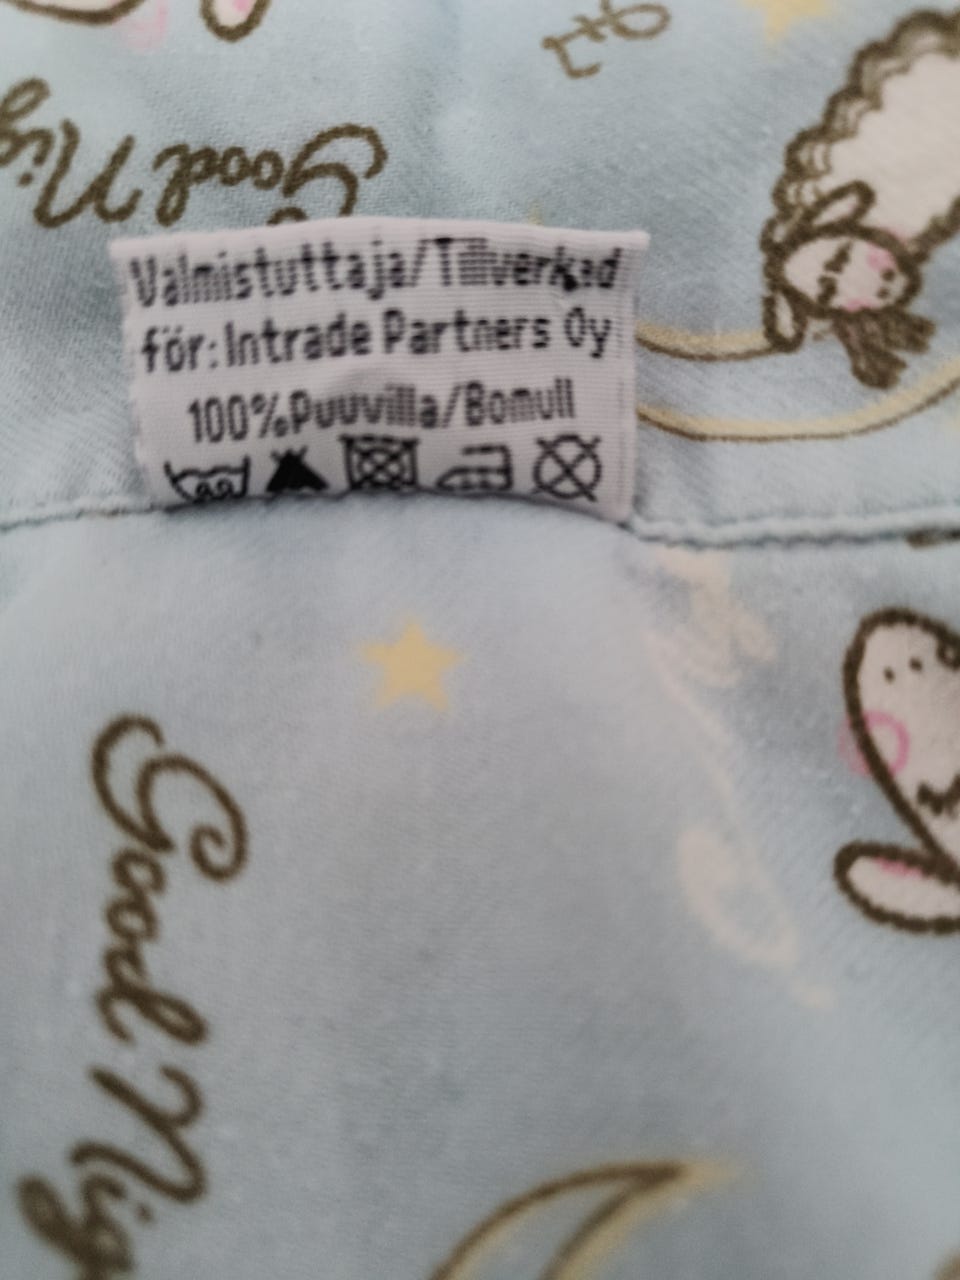 Good Nig
Valmistuttaja/Tillverkad
för: Intrade Partners Oy
100% Puuvilla/Bomull
Good Nig